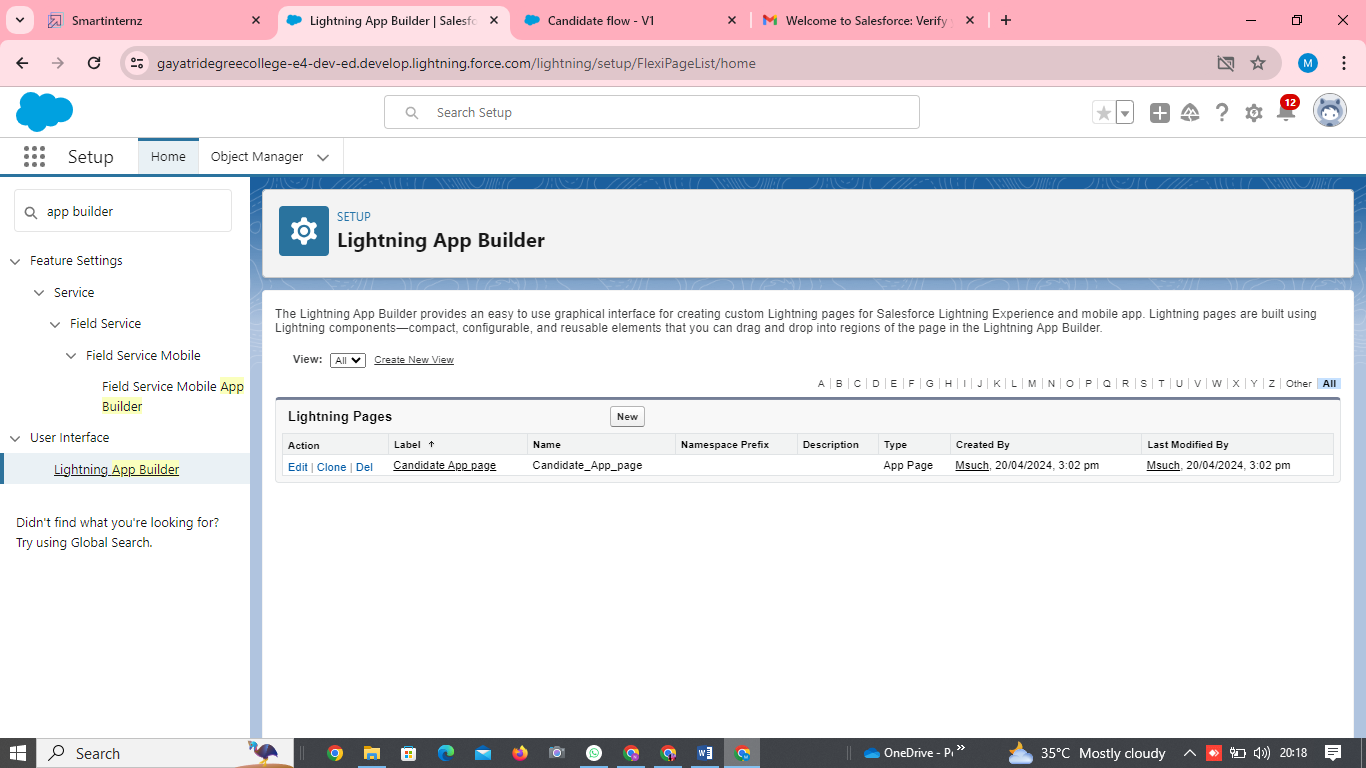 Smartinternz
Lightning App Builder | Salesfo
Candidate flow - V1
Welcome to Salesforce: Verify
gayatridegreecollege-e4-dev-ed.develop.lightning.force.com/lightning/setup/FlexiPageList/home
M
Search Setup
12
Setup
Home
Object Manager
app builder
Feature Settings
Service
Field Service
Field Service Mobile
Field Service Mobile App
Builder
User Interface
Lightning App Builder
Didn't find what you're looking for?
Try using Global Search.
SETUP
Lightning App Builder
The Lightning App Builder provides an easy to use graphical interface for creating custom Lightning pages for Salesforce Lightning Experience and mobile app. Lightning pages are built using
Lightning components—compact, configurable, and reusable elements that you can drag and drop into regions of the page in the Lightning App Builder.
View: All Create New View
A | B | C | D | E | F | G | H | I | J | K | L | M | N | O | P | Q | R | S | T | U | V | W | X | Y | Z | Other | All
Lightning Pages New
Action Label Name Namespace Prefix Description Type Created By Last Modified By
Edit | Clone | Del Candidate App page Candidate_App_page App Page Msuch, 20/04/2024, 3:02 pm Msuch, 20/04/2024, 3:02 pm
Search
OneDrive - P
35°C Mostly cloudy
20:18